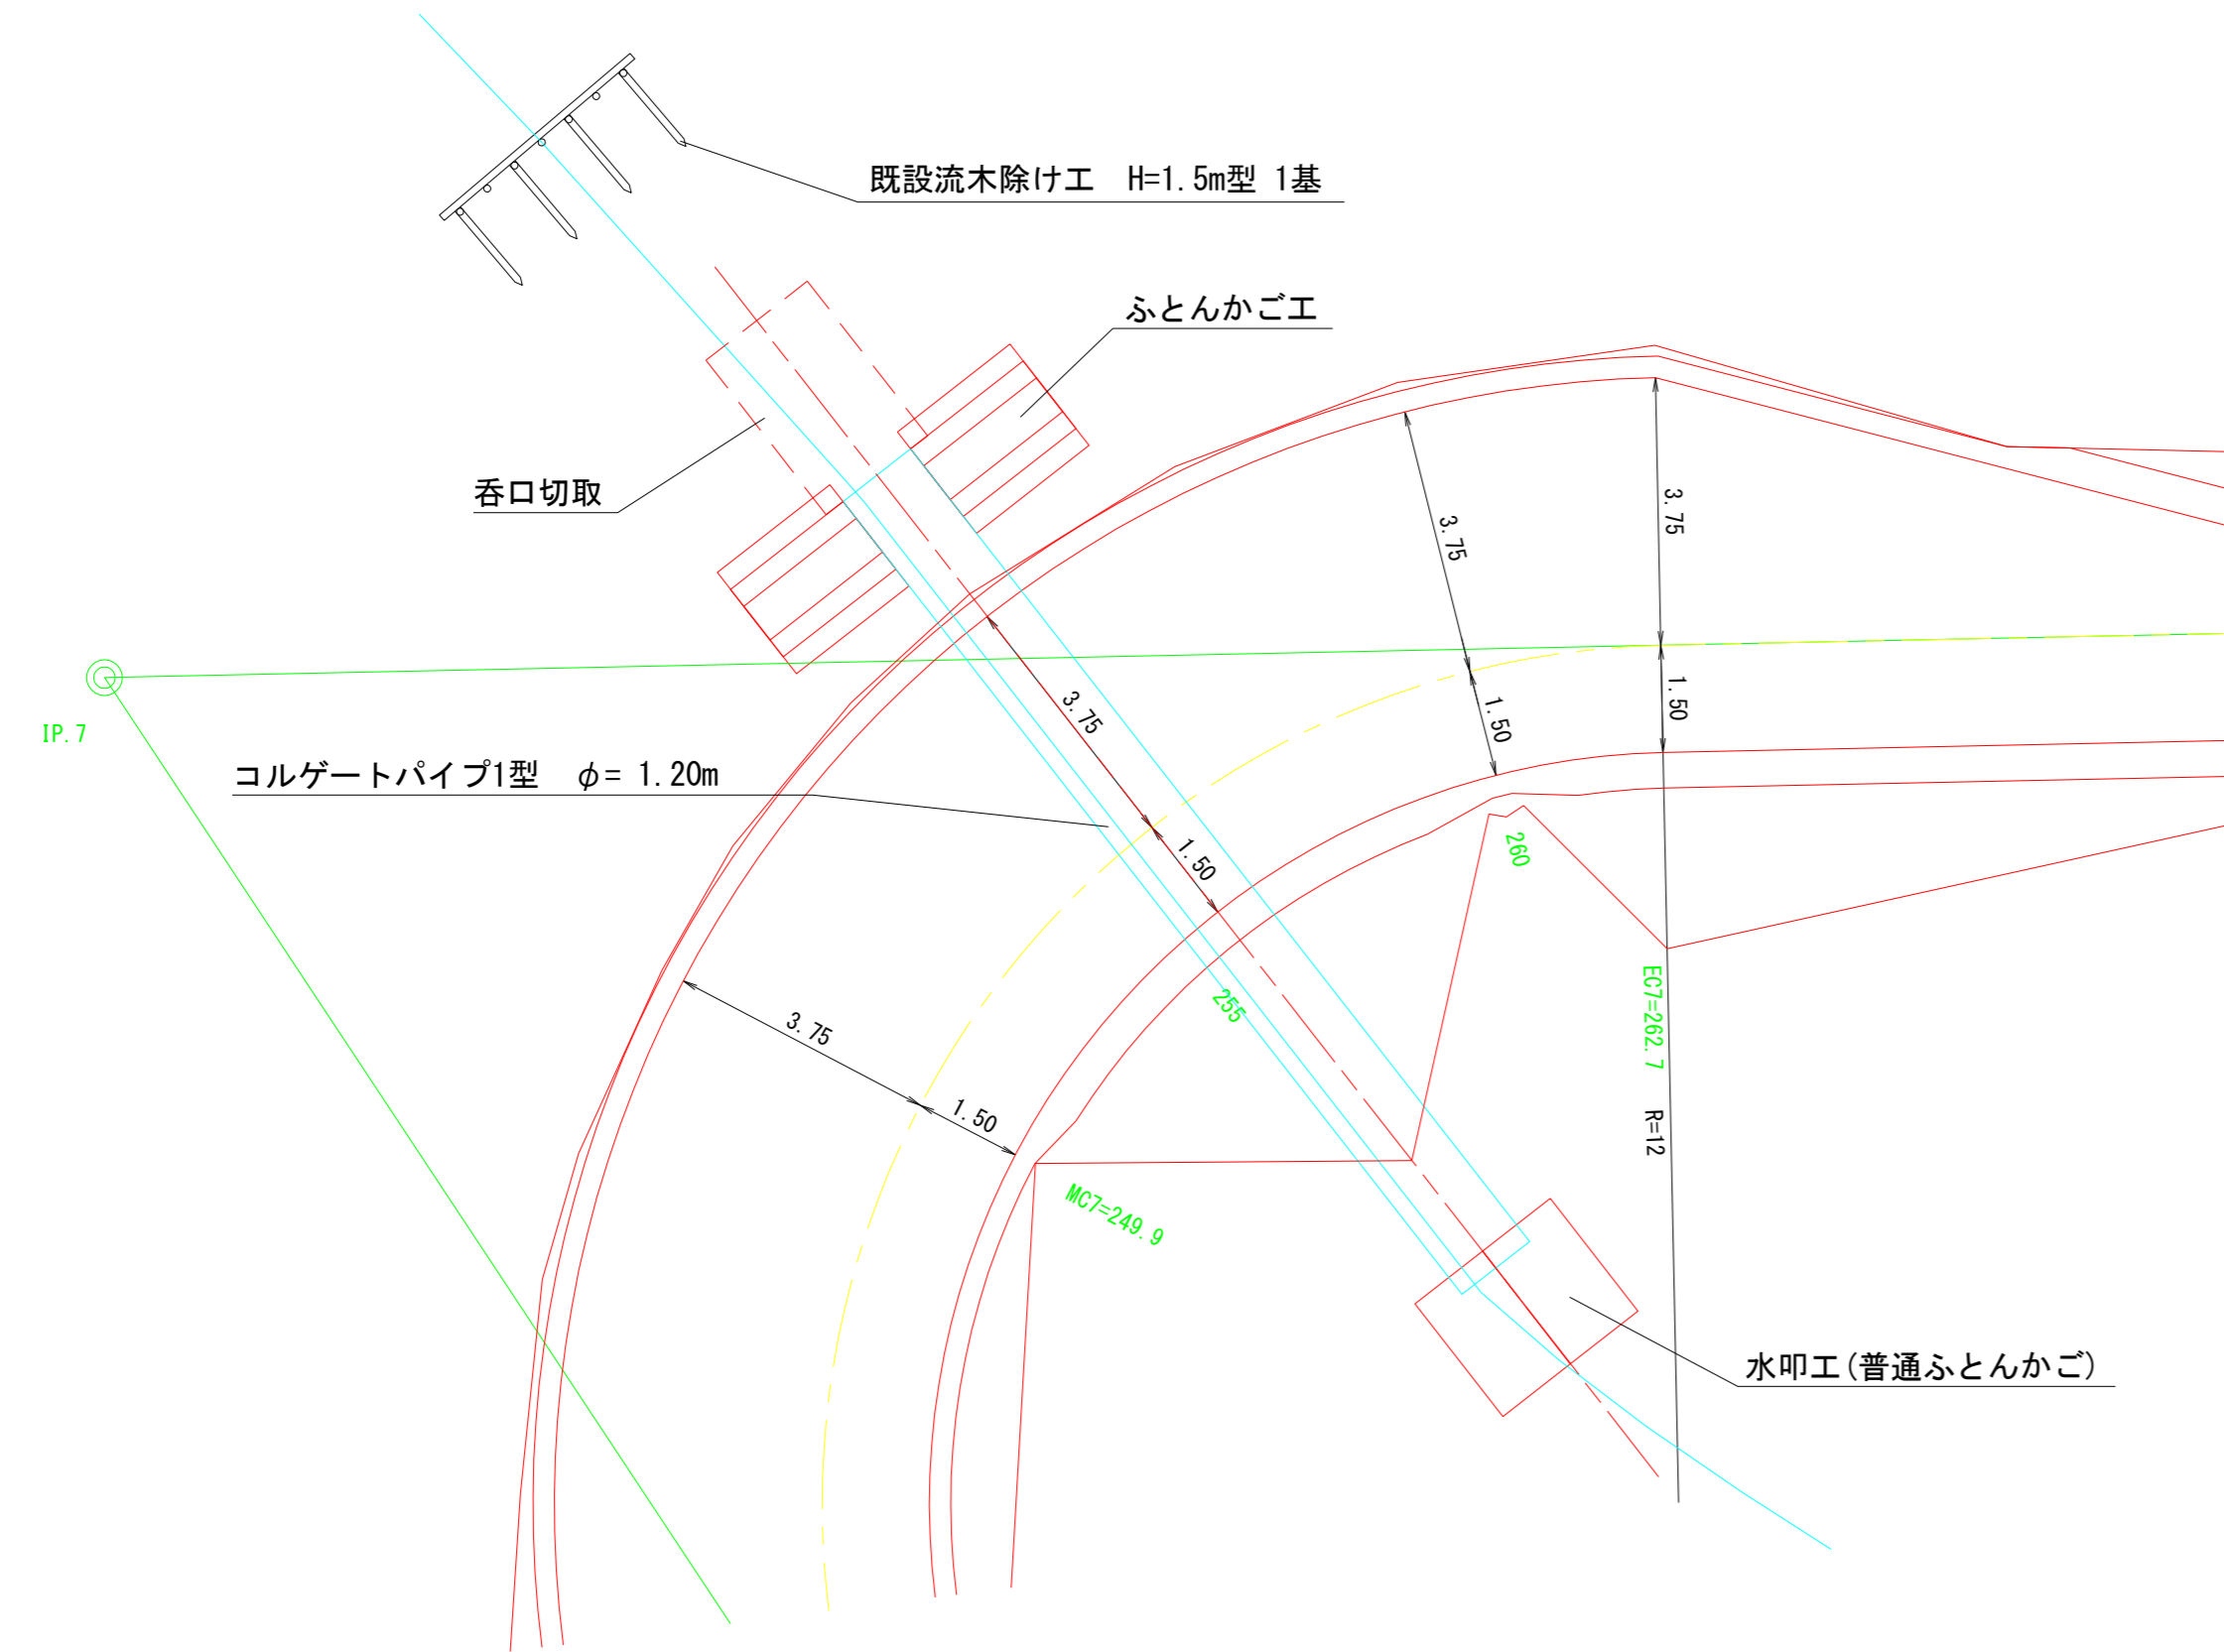 既設流木除け工　H=1.5m型 1基
ふとんかご工
呑口切取
3.75
3.75
3.75
1.50
1.50
IP.7
コルゲートパイプ1型　φ= 1.20m
1.50
260
255
EC7=262.7
R=12
3.75
1.50
MC7=249.9
水叩工(普通ふとんかご)